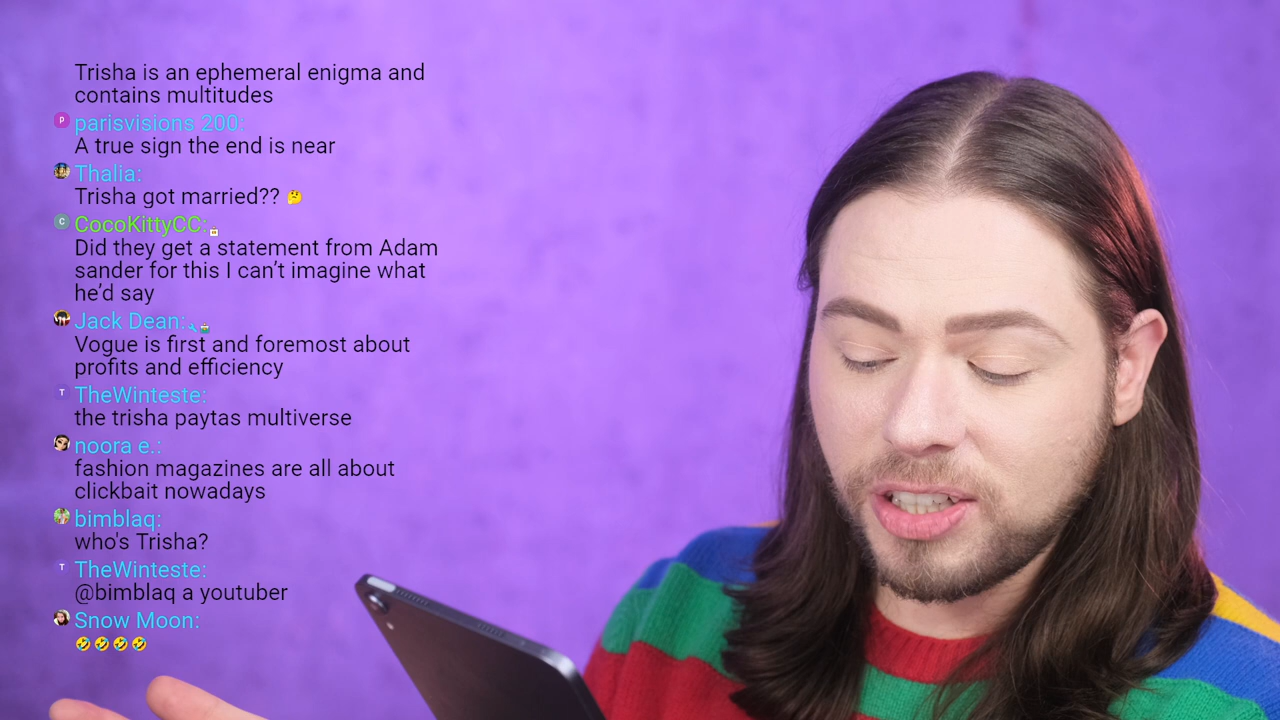 Trisha is an ephemeral enigma and
contains multitudes
P
parisvisions 200:
A true sign the end is near
Thalia:
Trisha got married?? 🤔
C
CocoKittyCC:
Did they get a statement from Adam
sander for this I can't imagine what
he'd say
Jack Dean:
Vogue is first and foremost about
profits and efficiency
T
TheWinteste:
the trisha paytas multiverse
noora e.:
fashion magazines are all about
clickbait nowadays
bimblaq:
who's Trisha?
T
TheWinteste:
@bimblaq a youtuber
Snow Moon:
🤣🤣🤣🤣